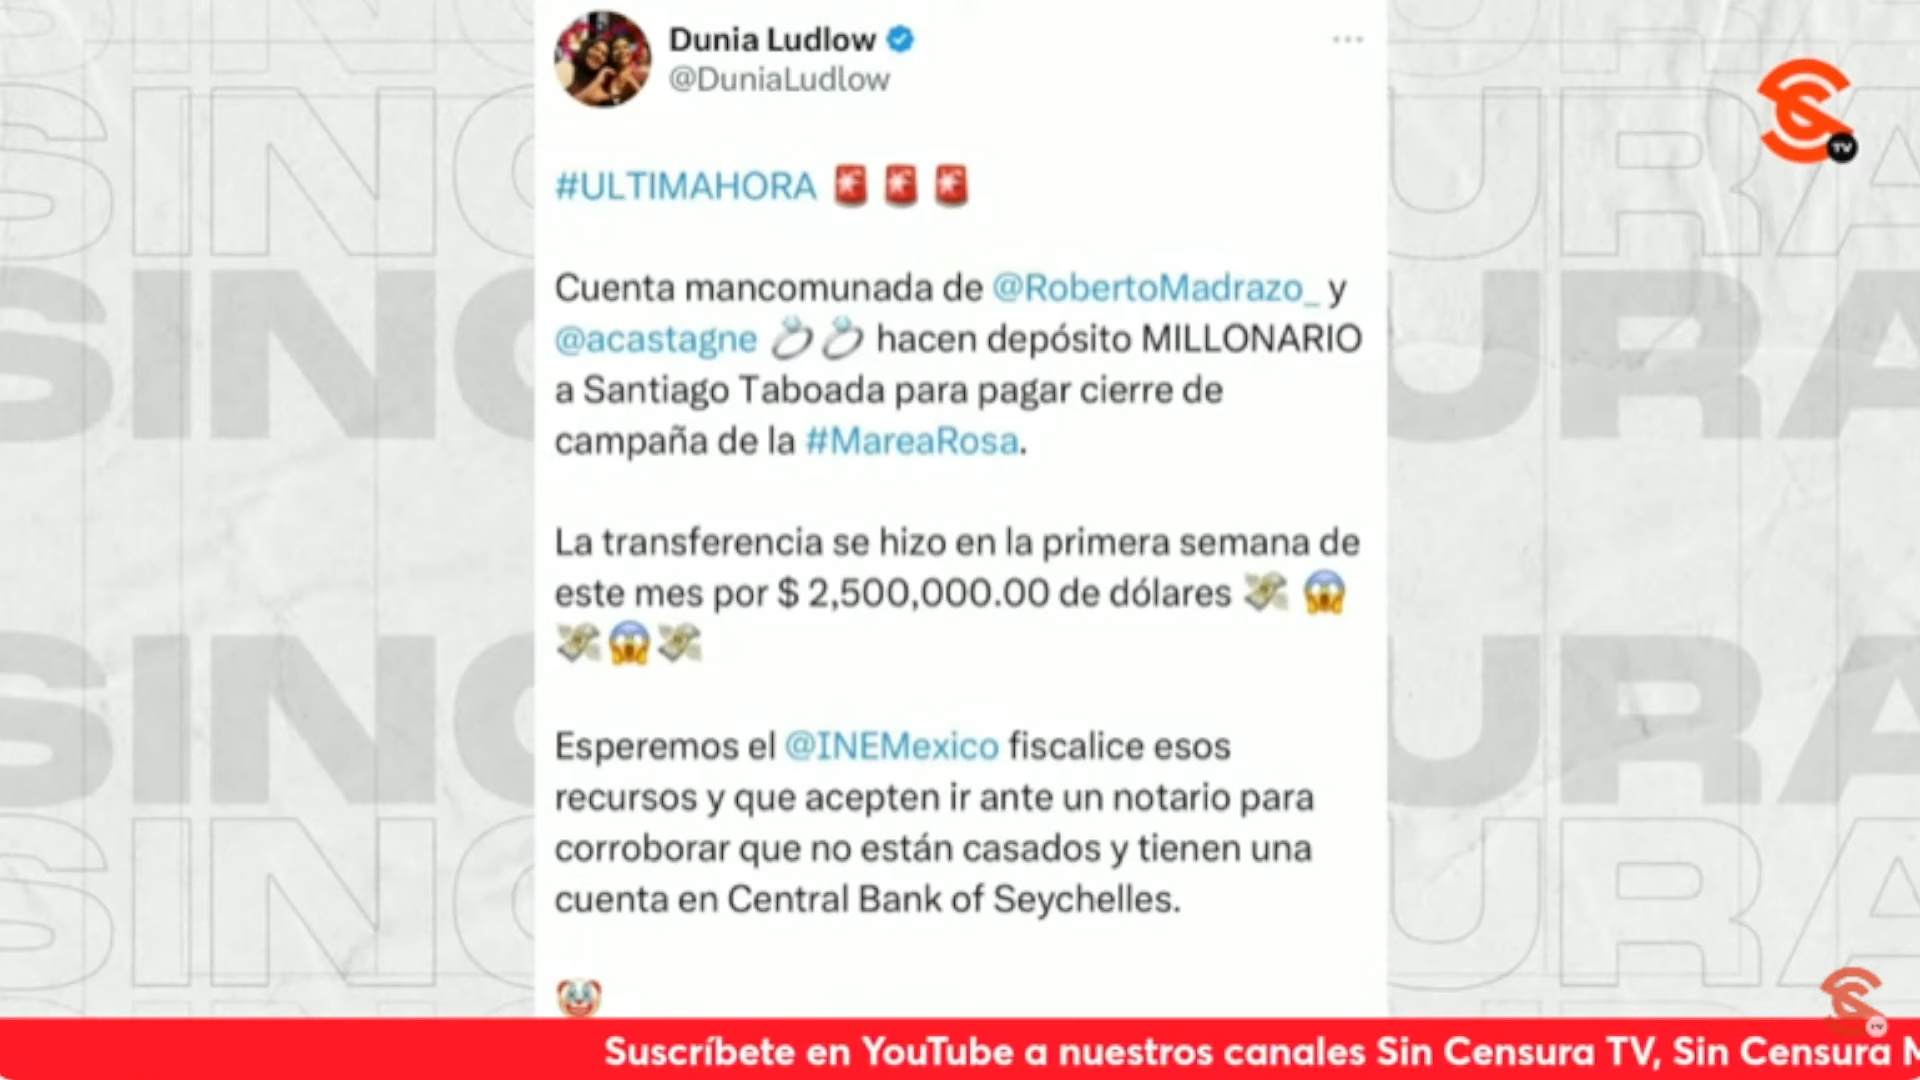 Dunia Ludlow
@DuniaLudlow
#ULTIMAHORA 🚨 🚨 🚨
Cuenta mancomunada de @RobertoMadrazo_ y
@acastagne 💍💍 hacen depósito MILLONARIO
a Santiago Taboada para pagar cierre de
campaña de la #MareaRosa.
La transferencia se hizo en la primera semana de
este mes por $ 2,500,000.00 de dólares 💸 😱
💸😱💸
Esperemos el @INEMexico fiscalice esos
recursos y que acepten ir ante un notario para
corroborar que no están casados y tienen una
cuenta en Central Bank of Seychelles.
🤡
TV
TV
Suscríbete en YouTube a nuestros canales Sin Censura TV, Sin Censura M